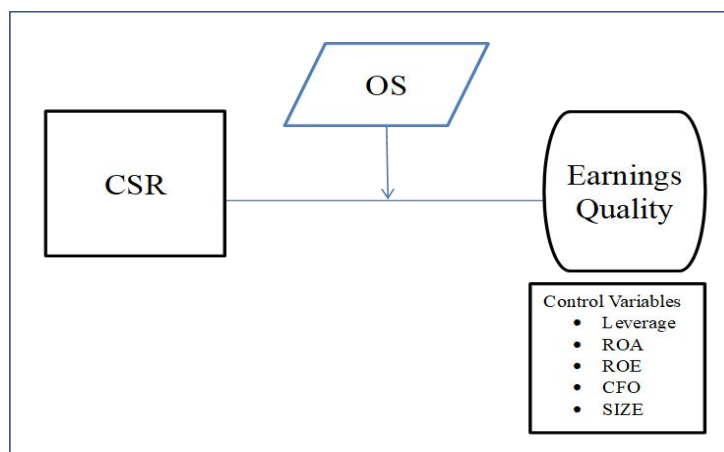 OS
CSR
Earnings
Quality
Control Variables
• Leverage
• ROA
• ROE
• CFO
• SIZE